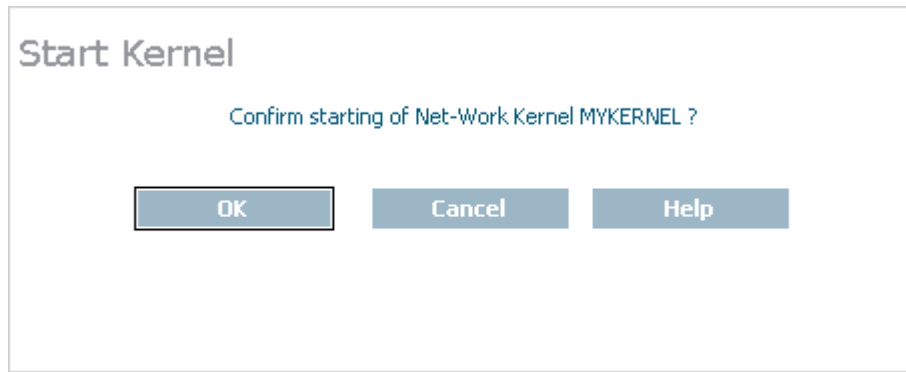 Start Kernel
Confirm starting of Net-Work Kernel MYKERNEL ?
OK Cancel Help